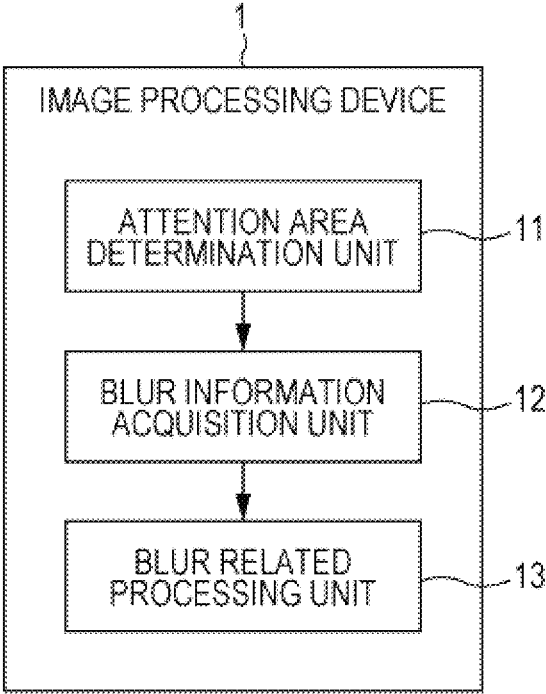 1
IMAGE PROCESSING DEVICE
ATTENTION AREA
DETERMINATION UNIT
11
BLUR INFORMATION
ACQUISITION UNIT
12
BLUR RELATED
PROCESSING UNIT
13